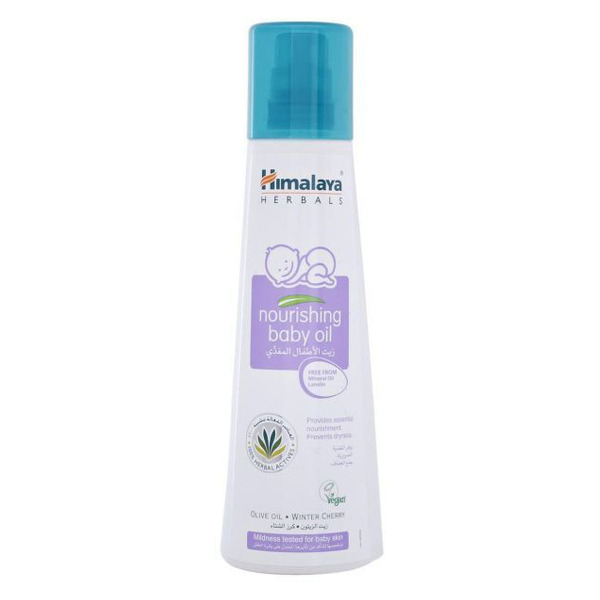 Himalaya®
HERBALS
nourishing
baby oil
زيت الأطفال المغذّي
FREE FROM
Mineral Oil
Lanolin
Provides essential
nourishment.
Prevents dryness.
100% HERBAL ACTIVES
Vegan
OLIVE OIL • WINTER CHERRY
زيت الزيتون • كرز الشتاء
Mildness tested for baby skin